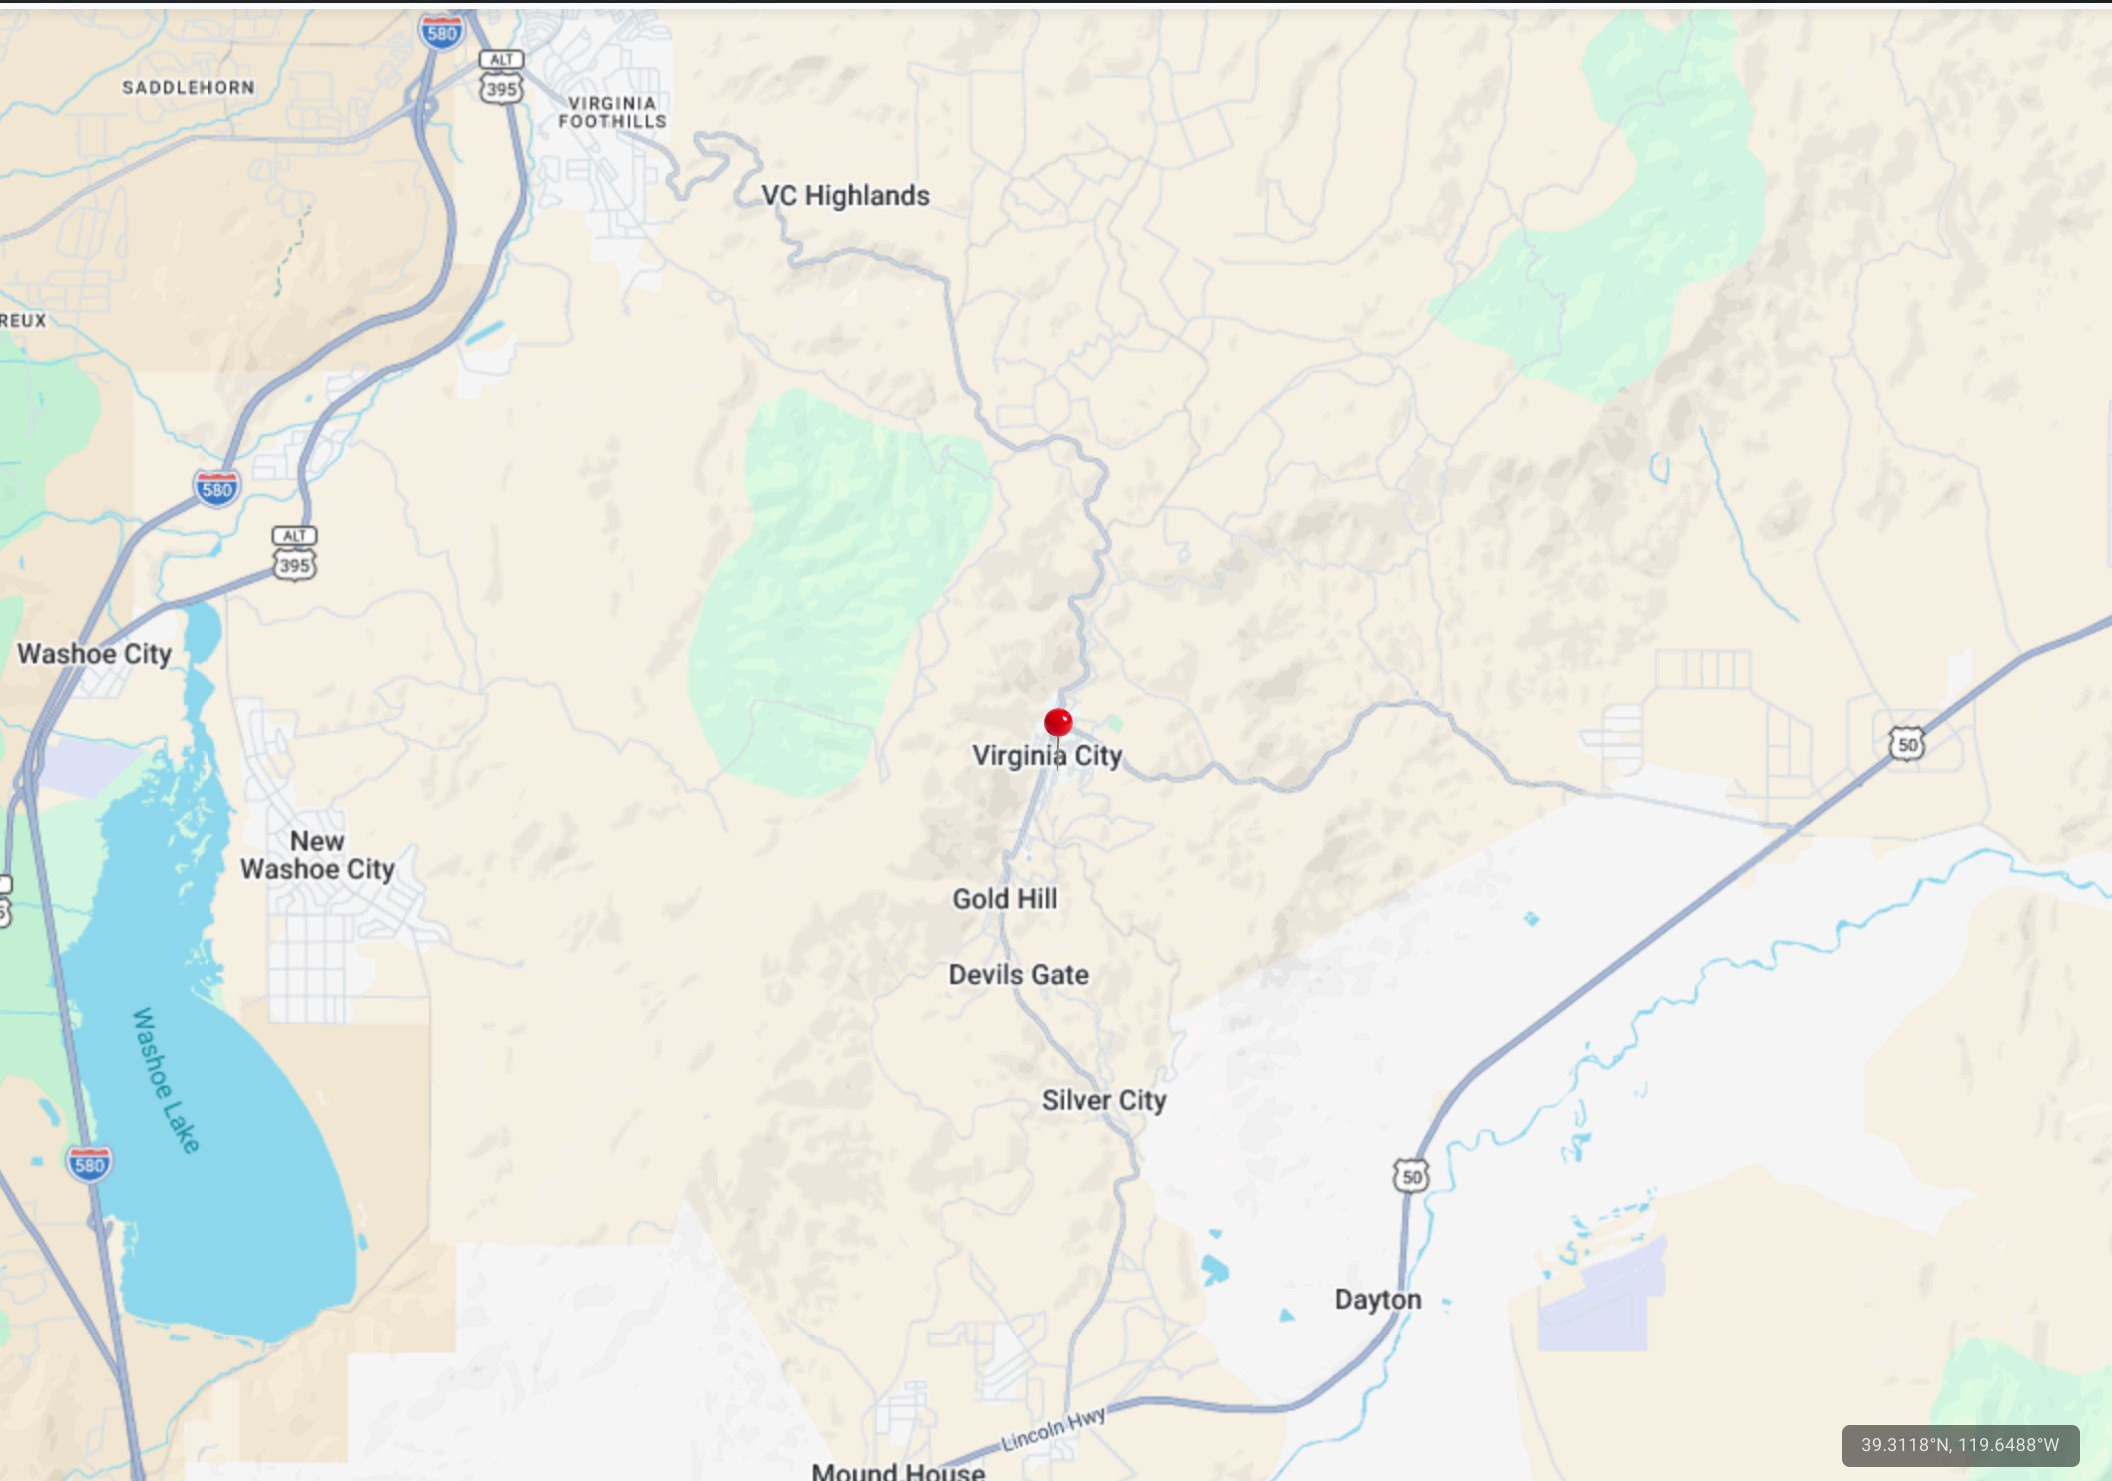 580
ALT
395
SADDLEHORN
VIRGINIA
FOOTHILLS
VC Highlands
REUX
580
ALT
395
Washoe City
Virginia City
50
New
Washoe City
Gold Hill
Devils Gate
Washoe Lake
Silver City
580
50
Dayton
Lincoln Hwy
39.3118°N, 119.6488°W
Mound House